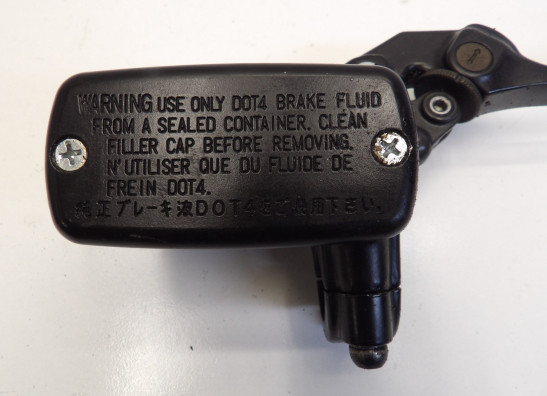 WARNING USE ONLY DOT4 BRAKE FLUID
FROM A SEALED CONTAINER. CLEAN
FILLER CAP BEFORE REMOVING.
N'UTILISER QUE DU FLUIDE DE
FREIN DOT4.
純正ブレーキ液DOT4をご使用下さい。